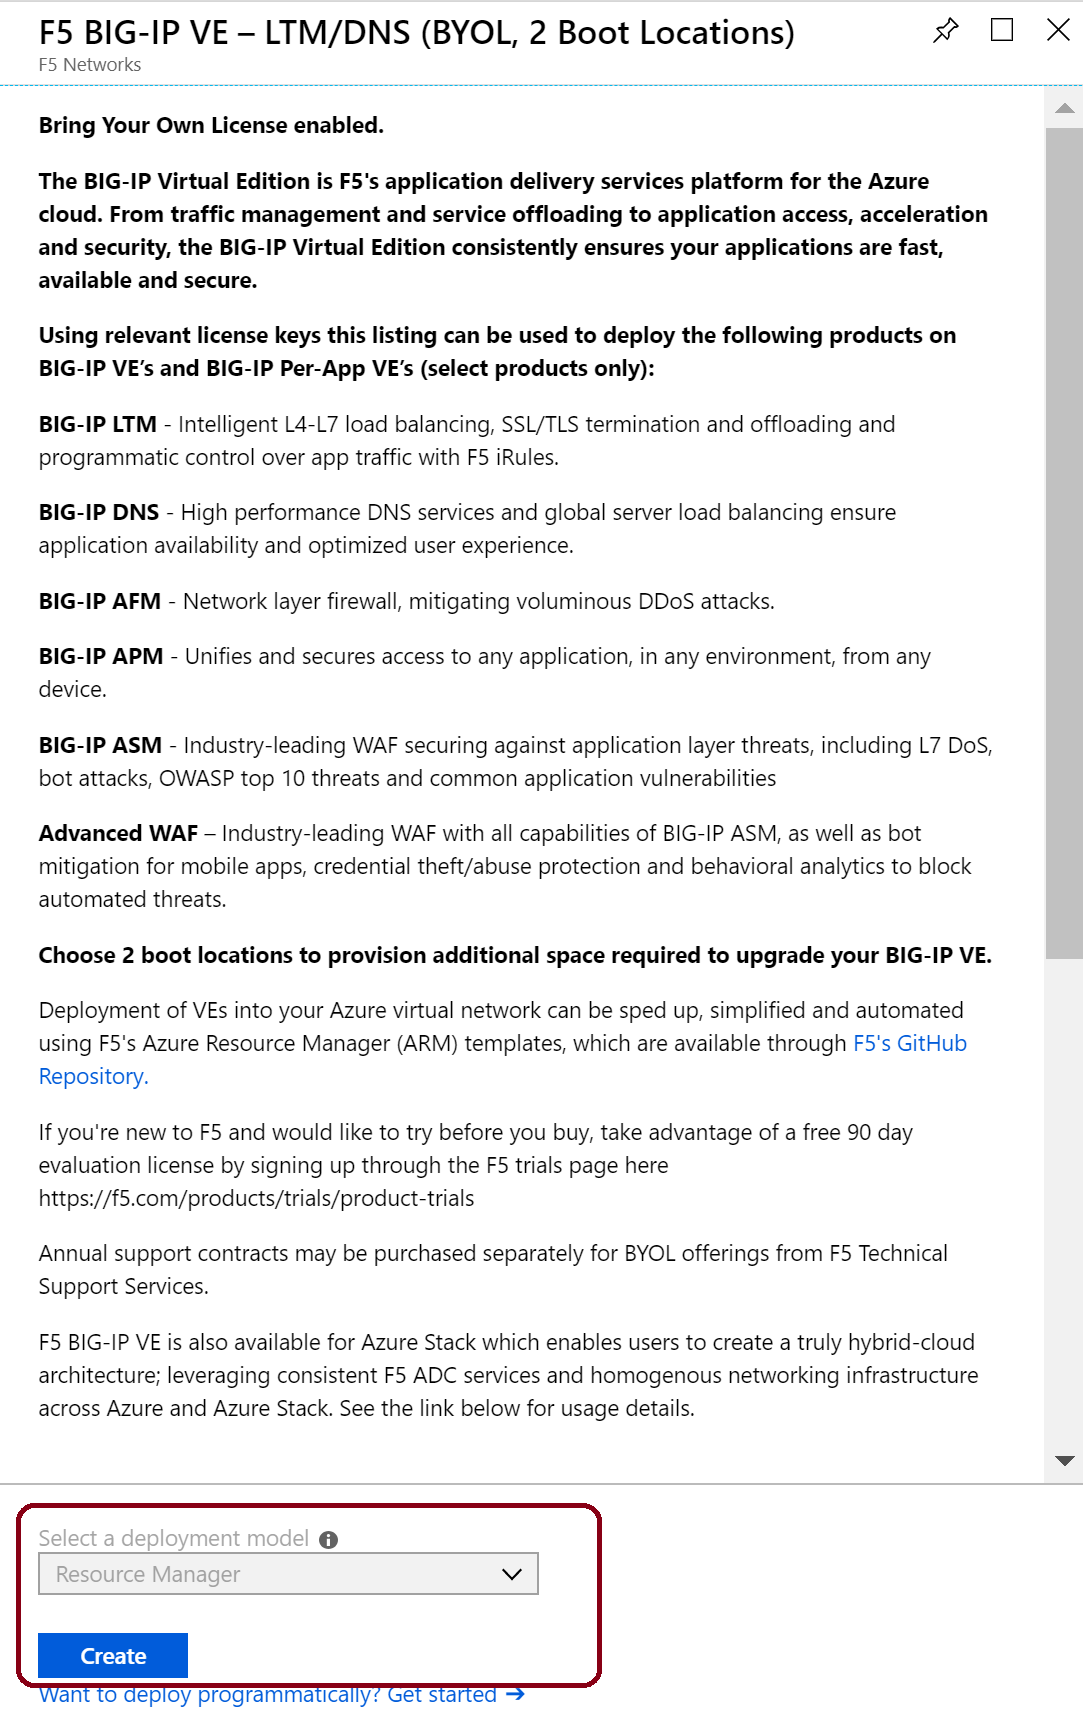 F5 BIG-IP VE – LTM/DNS (BYOL, 2 Boot Locations)
F5 Networks
Bring Your Own License enabled.
The BIG-IP Virtual Edition is F5's application delivery services platform for the Azure
cloud. From traffic management and service offloading to application access, acceleration
and security, the BIG-IP Virtual Edition consistently ensures your applications are fast,
available and secure.
Using relevant license keys this listing can be used to deploy the following products on
BIG-IP VE’s and BIG-IP Per-App VE’s (select products only):
BIG-IP LTM - Intelligent L4-L7 load balancing, SSL/TLS termination and offloading and
programmatic control over app traffic with F5 iRules.
BIG-IP DNS - High performance DNS services and global server load balancing ensure
application availability and optimized user experience.
BIG-IP AFM - Network layer firewall, mitigating voluminous DDoS attacks.
BIG-IP APM - Unifies and secures access to any application, in any environment, from any
device.
BIG-IP ASM - Industry-leading WAF securing against application layer threats, including L7 DoS,
bot attacks, OWASP top 10 threats and common application vulnerabilities
Advanced WAF – Industry-leading WAF with all capabilities of BIG-IP ASM, as well as bot
mitigation for mobile apps, credential theft/abuse protection and behavioral analytics to block
automated threats.
Choose 2 boot locations to provision additional space required to upgrade your BIG-IP VE.
Deployment of VEs into your Azure virtual network can be sped up, simplified and automated
using F5's Azure Resource Manager (ARM) templates, which are available through F5's GitHub
Repository.
If you're new to F5 and would like to try before you buy, take advantage of a free 90 day
evaluation license by signing up through the F5 trials page here
https://f5.com/products/trials/product-trials
Annual support contracts may be purchased separately for BYOL offerings from F5 Technical
Support Services.
F5 BIG-IP VE is also available for Azure Stack which enables users to create a truly hybrid-cloud
architecture; leveraging consistent F5 ADC services and homogenous networking infrastructure
across Azure and Azure Stack. See the link below for usage details.
Select a deployment model
Resource Manager
Create
Want to deploy programmatically? Get started →